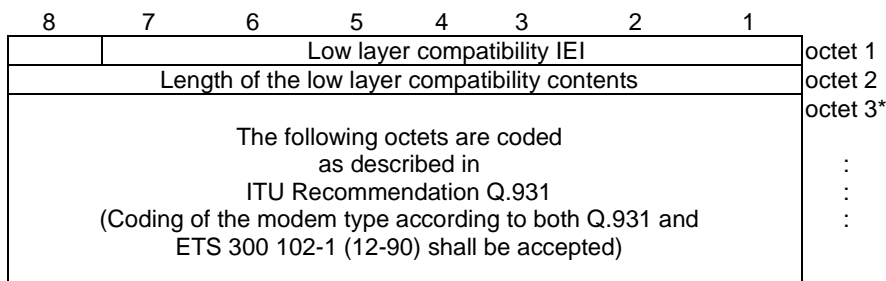 8 7 6 5 4 3 2 1
Low layer compatibility IEI octet 1
Length of the low layer compatibility contents octet 2
octet 3*
The following octets are coded
as described in :
ITU Recommendation Q.931 :
(Coding of the modem type according to both Q.931 and :
ETS 300 102-1 (12-90) shall be accepted)